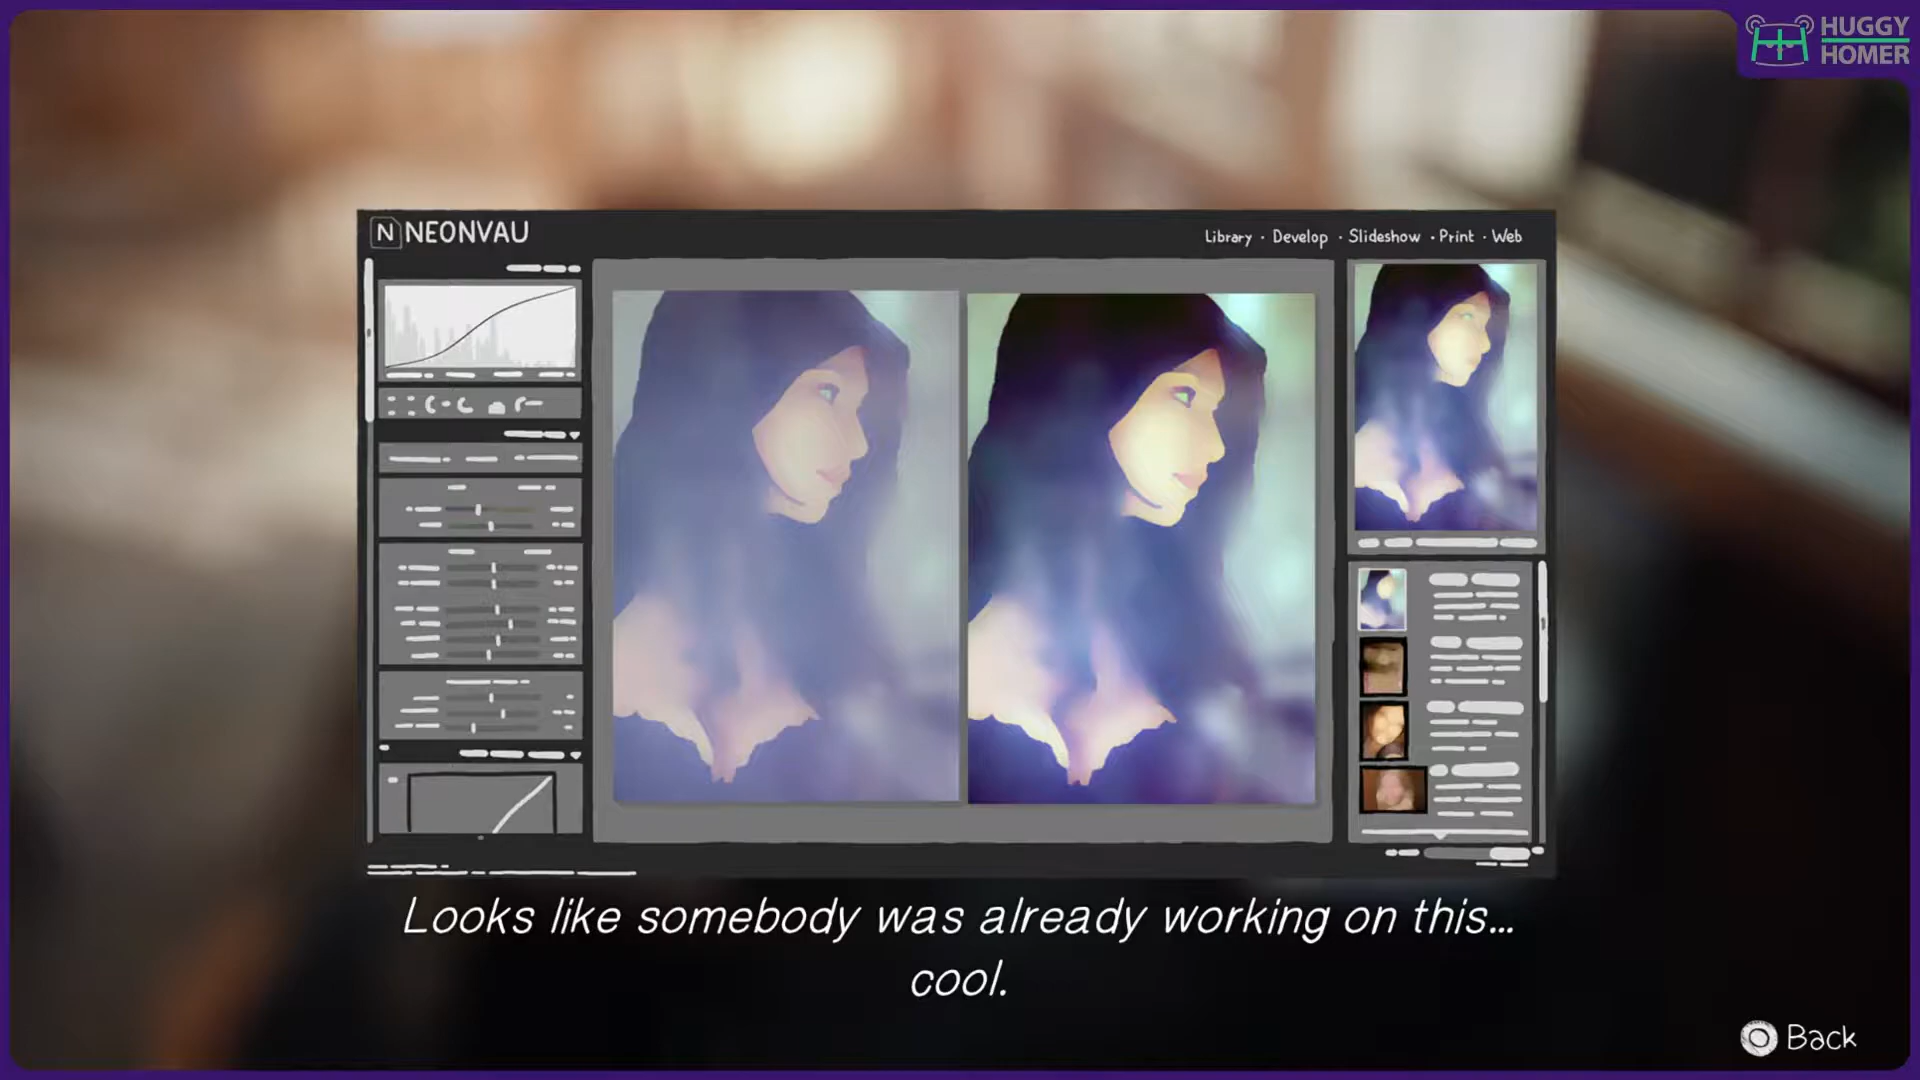 HUGGY
HOMER
N NEONVAU
Library · Develop · Slideshow · Print · Web
Looks like somebody was already working on this...
cool.
Back